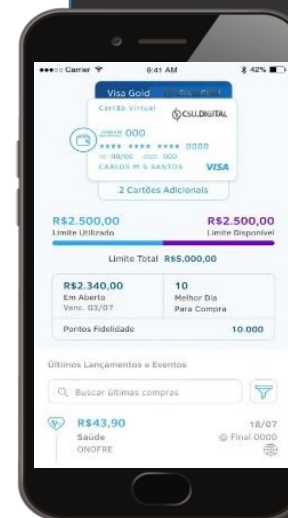 Carrier 9:41 AM 42%
Visa Gold
Cartão Virtual CSU.DIGITAL
000
**** **** **** 0000
99/00 000
CARLOS M S SANTOS VISA
2 Cartões Adicionais
R$2.500,00 R$2.500,00
Limite Utilizado Limite Disponível
Limite Total R$5.000,00
R$2.340,00 10
Em Aberto Melhor Dia
Venc. 03/07 Para Compra
Pontos Fidelidade 10.000
Últimos Lançamentos e Eventos
Buscar últimas compras
R$43,90 18/07
Saúde Final 0000
ONOFRE